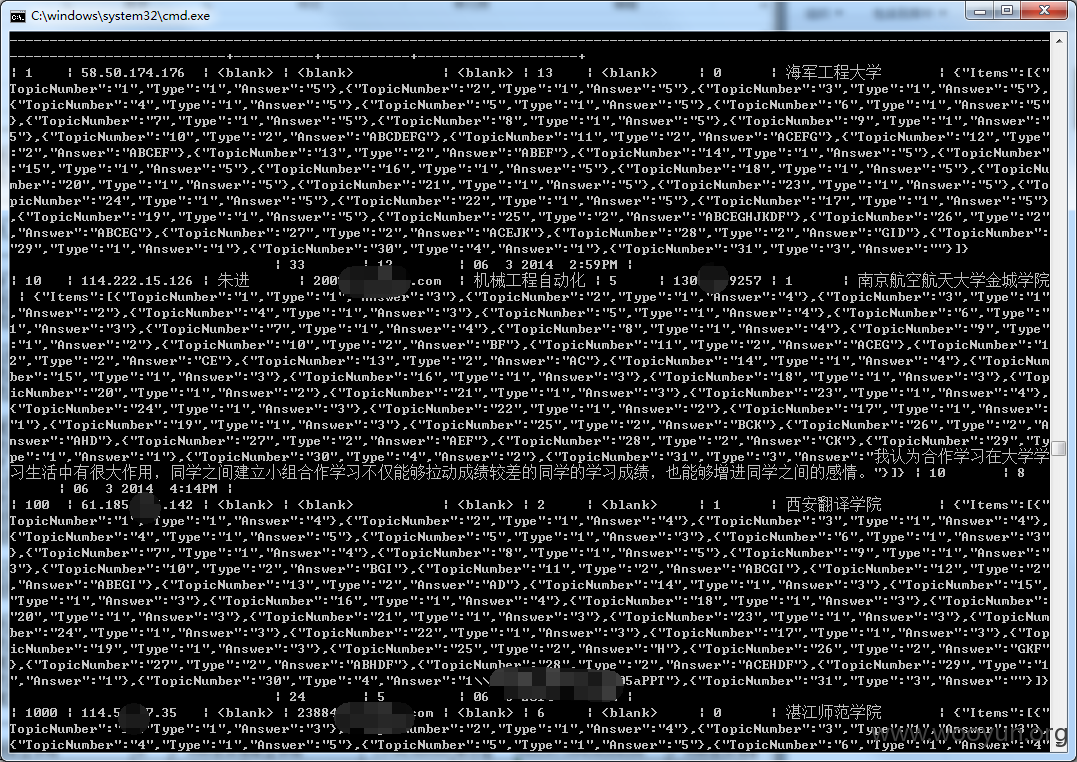 C:\windows\system32\cmd.exe
------------------------------+-----------+-----------+---------------------+
| 1    | 58.50.174.176  | <blank> | <blank>           | <blank> | 13    | <blank>     | 0      | 海军工程大学       | {"Items":[{"
TopicNumber":"1","Type":"1","Answer":"5"},{"TopicNumber":"2","Type":"1","Answer":"5"},{"TopicNumber":"3","Type":"1","Answer":"5"},
{"TopicNumber":"4","Type":"1","Answer":"5"},{"TopicNumber":"5","Type":"1","Answer":"5"},{"TopicNumber":"6","Type":"1","Answer":"5"
},{"TopicNumber":"7","Type":"1","Answer":"5"},{"TopicNumber":"8","Type":"1","Answer":"5"},{"TopicNumber":"9","Type":"1","Answer":"
5"},{"TopicNumber":"10","Type":"2","Answer":"ABCDEFG"},{"TopicNumber":"11","Type":"2","Answer":"ACEFG"},{"TopicNumber":"12","Type"
:"2","Answer":"ABCEF"},{"TopicNumber":"13","Type":"2","Answer":"ABEF"},{"TopicNumber":"14","Type":"1","Answer":"5"},{"TopicNumber"
:"15","Type":"1","Answer":"5"},{"TopicNumber":"16","Type":"1","Answer":"5"},{"TopicNumber":"18","Type":"1","Answer":"5"},{"TopicNu
mber":"20","Type":"1","Answer":"5"},{"TopicNumber":"21","Type":"1","Answer":"5"},{"TopicNumber":"23","Type":"1","Answer":"5"},{"To
picNumber":"24","Type":"1","Answer":"5"},{"TopicNumber":"22","Type":"1","Answer":"5"},{"TopicNumber":"17","Type":"1","Answer":"5"}
,{"TopicNumber":"19","Type":"1","Answer":"5"},{"TopicNumber":"25","Type":"2","Answer":"ABCEGHJKDF"},{"TopicNumber":"26","Type":"2"
,"Answer":"ABCEG"},{"TopicNumber":"27","Type":"2","Answer":"ACEJK"},{"TopicNumber":"28","Type":"2","Answer":"GID"},{"TopicNumber":
"29","Type":"1","Answer":"1"},{"TopicNumber":"30","Type":"4","Answer":"1"},{"TopicNumber":"31","Type":"3","Answer":""}]}
| 33       | 12       | 06  3 2014  2:59PM |
| 10   | 114.222.15.126 | 朱进      | 200 .com   | 机械工程自动化 | 5     | 130 9257 | 1      | 南京航空航天大学金城学院
| {"Items":[{"TopicNumber":"1","Type":"1","Answer":"3"},{"TopicNumber":"2","Type":"1","Answer":"4"},{"TopicNumber":"3","Type":"1",
"Answer":"2"},{"TopicNumber":"4","Type":"1","Answer":"3"},{"TopicNumber":"5","Type":"1","Answer":"4"},{"TopicNumber":"6","Type":"
1","Answer":"3"},{"TopicNumber":"7","Type":"1","Answer":"4"},{"TopicNumber":"8","Type":"1","Answer":"4"},{"TopicNumber":"9","Type"
:"1","Answer":"2"},{"TopicNumber":"10","Type":"2","Answer":"BF"},{"TopicNumber":"11","Type":"2","Answer":"ACEG"},{"TopicNumber":"1
2","Type":"2","Answer":"CE"},{"TopicNumber":"13","Type":"2","Answer":"AC"},{"TopicNumber":"14","Type":"1","Answer":"4"},{"TopicNum
ber":"15","Type":"1","Answer":"3"},{"TopicNumber":"16","Type":"1","Answer":"3"},{"TopicNumber":"18","Type":"1","Answer":"3"},{"Top
icNumber":"20","Type":"1","Answer":"2"},{"TopicNumber":"21","Type":"1","Answer":"3"},{"TopicNumber":"23","Type":"1","Answer":"4"},
{"TopicNumber":"24","Type":"1","Answer":"3"},{"TopicNumber":"22","Type":"1","Answer":"2"},{"TopicNumber":"17","Type":"1","Answer":
"1"},{"TopicNumber":"19","Type":"1","Answer":"3"},{"TopicNumber":"25","Type":"2","Answer":"BCK"},{"TopicNumber":"26","Type":"2","A
nswer":"AHD"},{"TopicNumber":"27","Type":"2","Answer":"AEF"},{"TopicNumber":"28","Type":"2","Answer":"CK"},{"TopicNumber":"29","Ty
pe":"1","Answer":"1"},{"TopicNumber":"30","Type":"4","Answer":"1"},{"TopicNumber":"31","Type":"3","Answer":"我认为合作学习在大学学
习生活中有很大作用，同学之间建立小组合作学习不仅能够拉动成绩较差的同学的学习成绩，也能够增进同学之间的感情。"}]} | 10       | 8
| 06  3 2014  4:14PM |
| 100  | 61.185 .142 | <blank> | <blank>           | <blank> | 2     | <blank>     | 1      | 西安翻译学院       | {"Items":[{"
TopicNumber":"1","Type":"1","Answer":"4"},{"TopicNumber":"2","Type":"1","Answer":"4"},{"TopicNumber":"3","Type":"1","Answer":"4"},
{"TopicNumber":"4","Type":"1","Answer":"5"},{"TopicNumber":"5","Type":"1","Answer":"3"},{"TopicNumber":"6","Type":"1","Answer":"3"
},{"TopicNumber":"7","Type":"1","Answer":"4"},{"TopicNumber":"8","Type":"1","Answer":"5"},{"TopicNumber":"9","Type":"1","Answer":"
3"},{"TopicNumber":"10","Type":"2","Answer":"BGI"},{"TopicNumber":"11","Type":"2","Answer":"ABCGI"},{"TopicNumber":"12","Type":"2"
,"Answer":"ABEGI"},{"TopicNumber":"13","Type":"2","Answer":"AD"},{"TopicNumber":"14","Type":"1","Answer":"3"},{"TopicNumber":"15",
"Type":"1","Answer":"3"},{"TopicNumber":"16","Type":"1","Answer":"4"},{"TopicNumber":"18","Type":"1","Answer":"3"},{"TopicNumber":
"20","Type":"1","Answer":"3"},{"TopicNumber":"21","Type":"1","Answer":"3"},{"TopicNumber":"23","Type":"1","Answer":"3"},{"TopicNum
ber":"24","Type":"1","Answer":"3"},{"TopicNumber":"22","Type":"1","Answer":"3"},{"TopicNumber":"17","Type":"1","Answer":"3"},{"Top
icNumber":"19","Type":"1","Answer":"3"},{"TopicNumber":"25","Type":"2","Answer":"H"},{"TopicNumber":"26","Type":"2","Answer":"GKF"
},{"TopicNumber":"27","Type":"2","Answer":"ABHDF"},{"TopicNumber":"28","Type":"2","Answer":"ACEHDF"},{"TopicNumber":"29","Type":"1
","Answer":"1"},{"TopicNumber":"30","Type":"4","Answer":"1\\ 05aPPT"},{"TopicNumber":"31","Type":"3","Answer":""}]}
| 24       | 5        | 06 |
| 1000 | 114.5 7.35 | <blank> | 2388 com | <blank> | 6     | <blank>     | 0      | 湛江师范学院       | {"Items":[{"
TopicNumber":"1","Type":"1","Answer":"3"},{"TopicNumber":"2","Type":"1","Answer":"4"},{"TopicNumber":"3","Type":"1","Answer":"3"},
{"TopicNumber":"4","Type":"1","Answer":"5"},{"TopicNumber":"5","Type":"1","Answer":"5"},{"TopicNumber":"6","Type":"1","Answer":"4"
www.wooyun.org